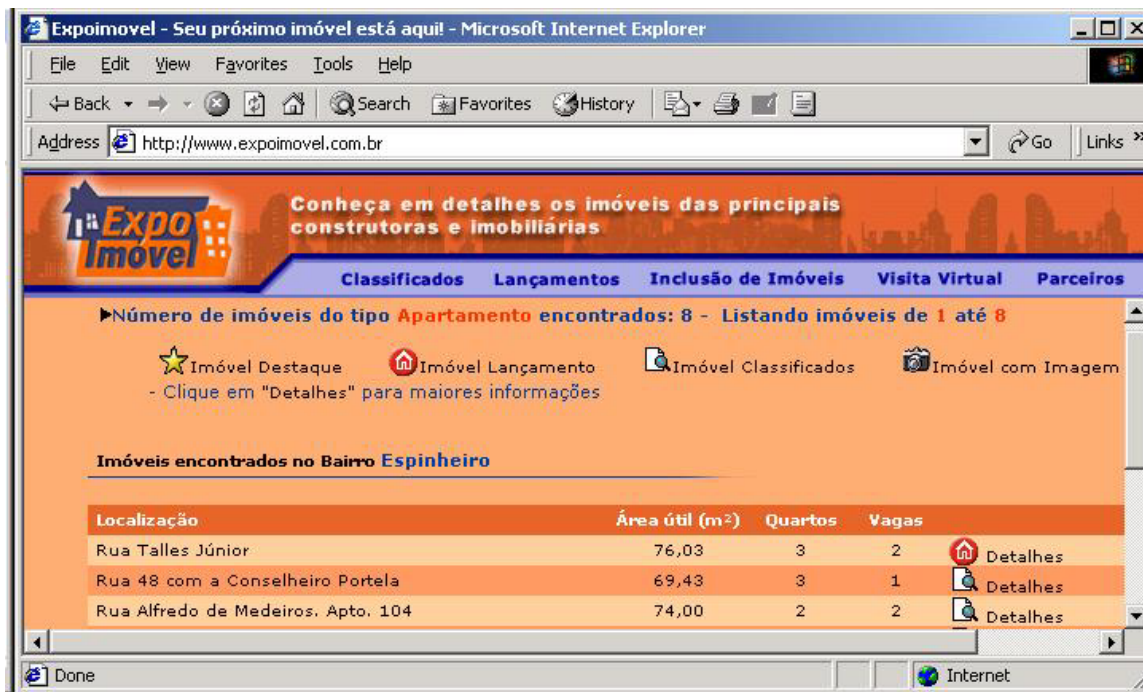 Expoimovel - Seu próximo imóvel está aqui! - Microsoft Internet Explorer
File Edit View Favorites Tools Help
Back Search Favorites History
Address http://www.expoimovel.com.br Go Links »
Expo Imóvel
Conheça em detalhes os imóveis das principais
construtoras e imobiliárias
Classificados Lançamentos Inclusão de Imóveis Visita Virtual Parceiros
Número de imóveis do tipo Apartamento encontrados: 8 - Listando imóveis de 1 até 8
Imóvel Destaque Imóvel Lançamento Imóvel Classificados Imóvel com Imagem
- Clique em "Detalhes" para maiores informações
Imóveis encontrados no Bairro Espinheiro
Localização Área útil (m²) Quartos Vagas
Rua Talles Júnior 76,03 3 2 Detalhes
Rua 48 com a Conselheiro Portela 69,43 3 1 Detalhes
Rua Alfredo de Medeiros. Apto. 104 74,00 2 2 Detalhes
Done Internet